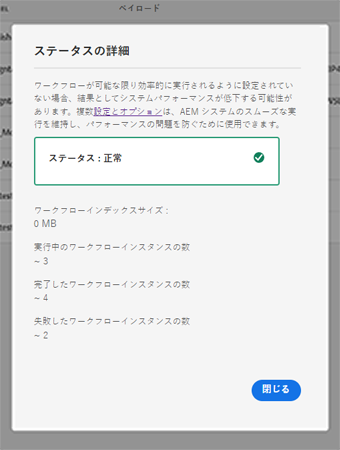 ペイロード
ステータスの詳細
ワークフローが可能な限り効率的に実行されるように設定されてい
ない場合、結果としてシステムパフォーマンスが低下する可能性が
あります。複数設定とオプションは、AEM システムのスムーズな実
行を維持し、パフォーマンスの問題を防ぐために使用できます。
ステータス : 正常
ワークフローインデックスサイズ :
0 MB
実行中のワークフローインスタンスの数
~ 3
完了したワークフローインスタンスの数
~ 4
失敗したワークフローインスタンスの数
~ 2
閉じる